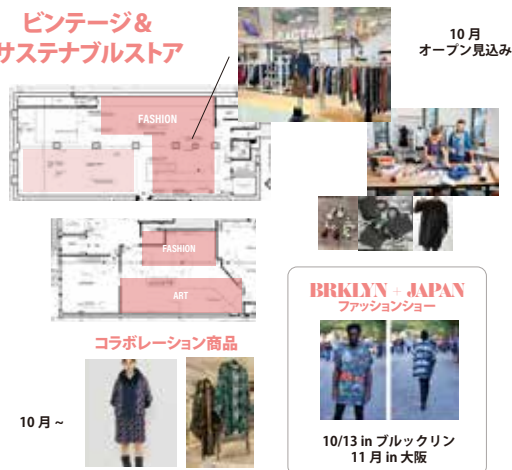 ビンテージ&
サステナブルストア
10月
オープン見込み
FASHION
FASHION
ART
BRKLYN + JAPAN
ファッションショー
コラボレーション商品
10月~
10/13 in ブルックリン
11月 in 大阪